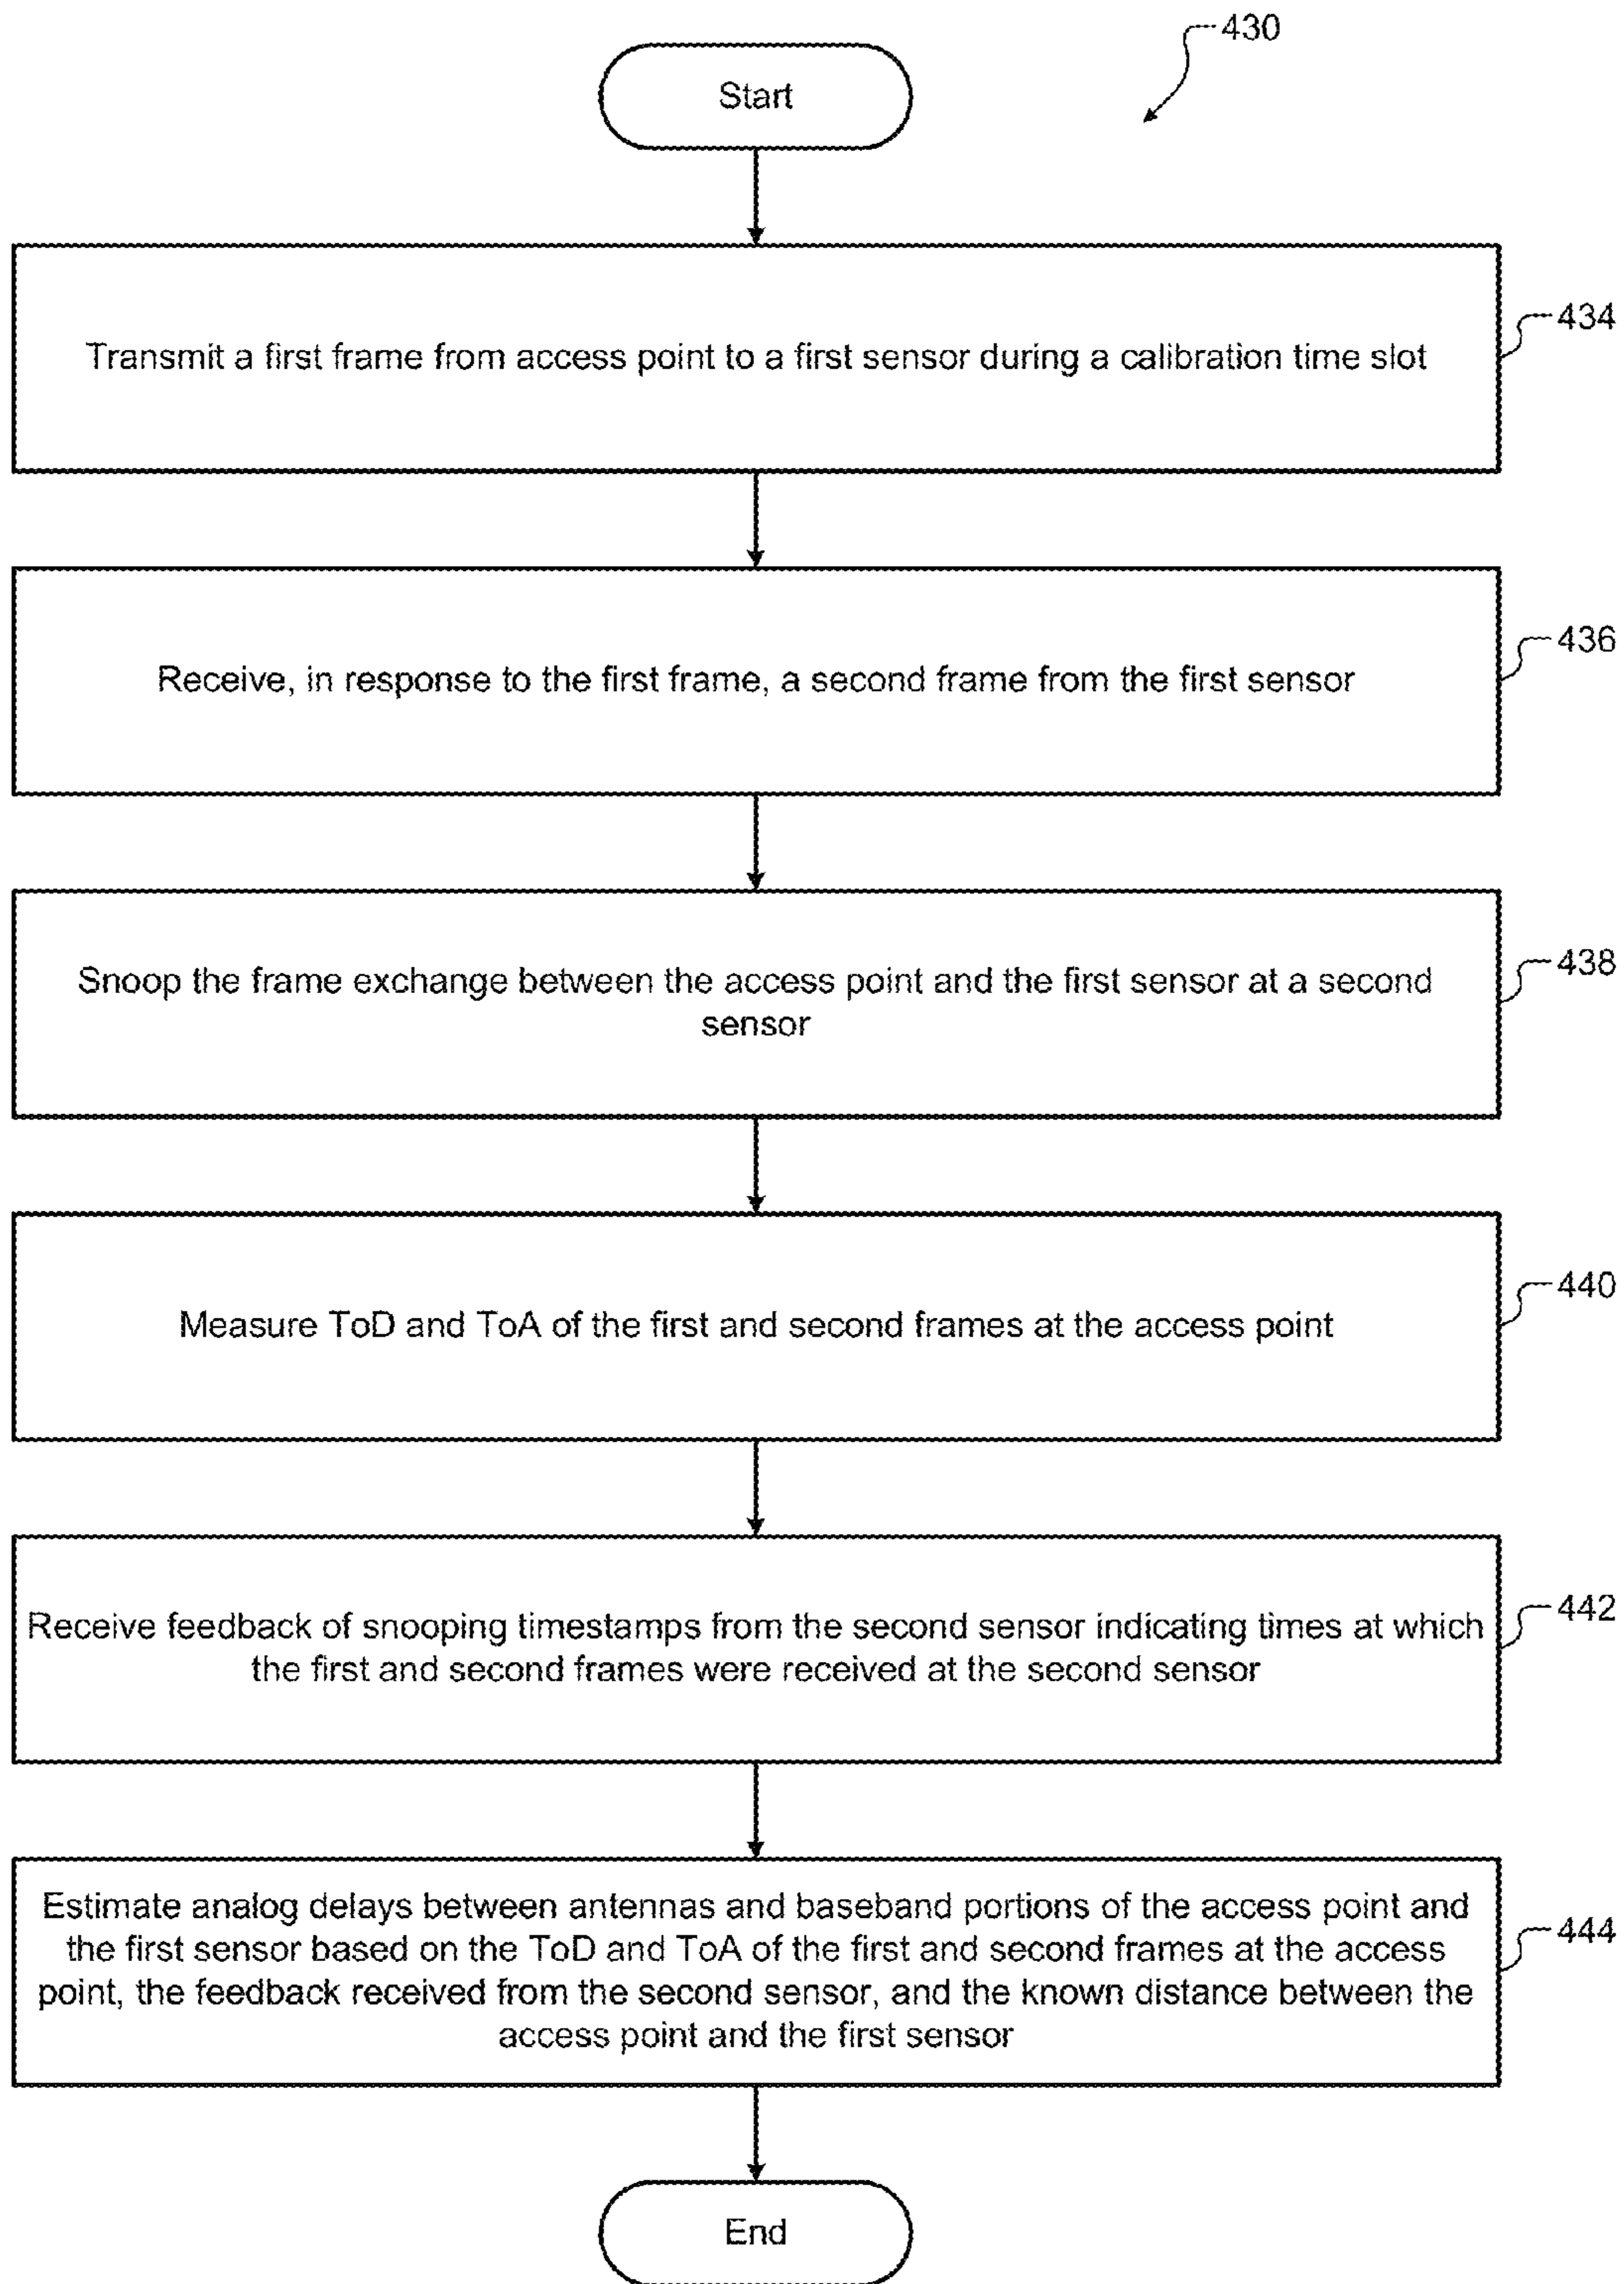 430
Start
Transmit a first frame from access point to a first sensor during a calibration time slot
434
Receive, in response to the first frame, a second frame from the first sensor
436
Snoop the frame exchange between the access point and the first sensor at a second
sensor
438
Measure ToD and ToA of the first and second frames at the access point
440
Receive feedback of snooping timestamps from the second sensor indicating times at which
the first and second frames were received at the second sensor
442
Estimate analog delays between antennas and baseband portions of the access point and
the first sensor based on the ToD and ToA of the first and second frames at the access
point, the feedback received from the second sensor, and the known distance between the
access point and the first sensor
444
End